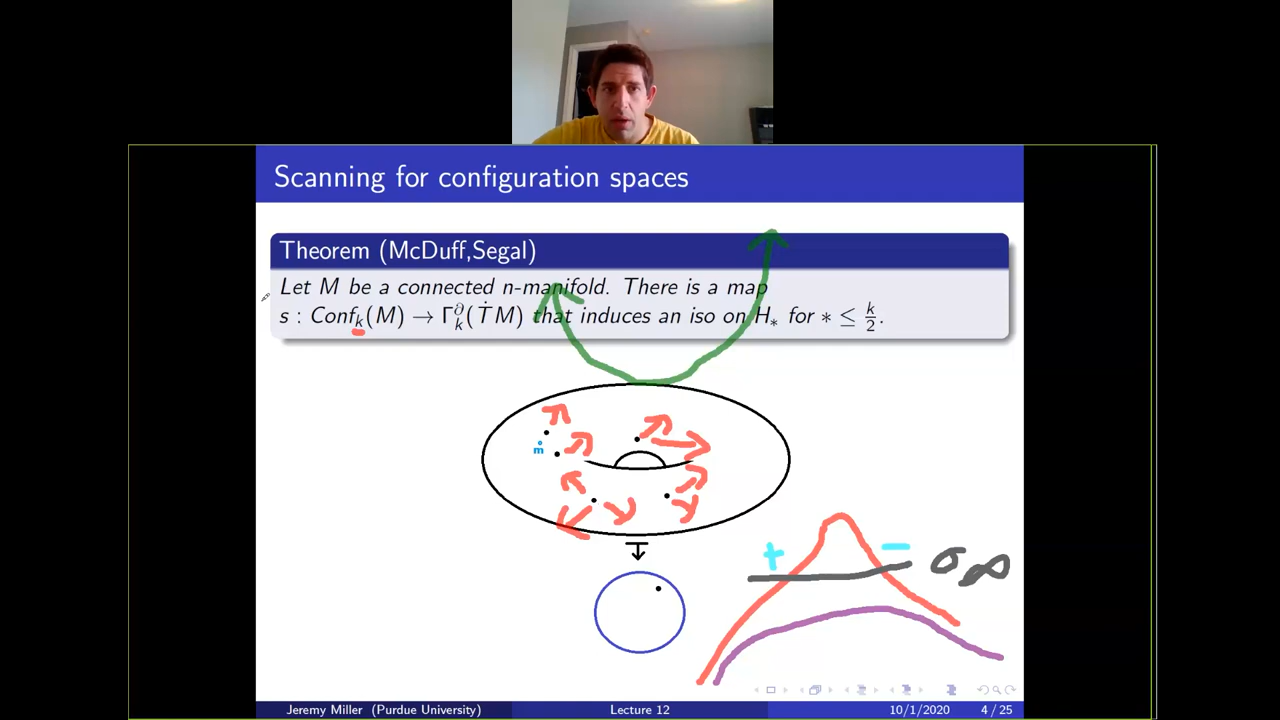 Scanning for configuration spaces
Theorem (McDuff,Segal)
Let M be a connected n-manifold. There is a map
s : Conf_k(M) → Γ^∂_k(ṪM) that induces an iso on H_* for * ≤ k/2.
ṁ
+ −
σ_∞
Jeremy Miller (Purdue University) Lecture 12 10/1/2020 4 / 25